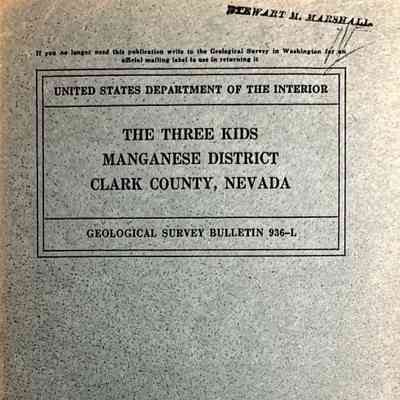 STEWART M. MARSHALL
If you no longer need this publication write to the Geological Survey in Washington for an
official mailing label to use in returning it
UNITED STATES DEPARTMENT OF THE INTERIOR
THE THREE KIDS
MANGANESE DISTRICT
CLARK COUNTY, NEVADA
GEOLOGICAL SURVEY BULLETIN 936-L